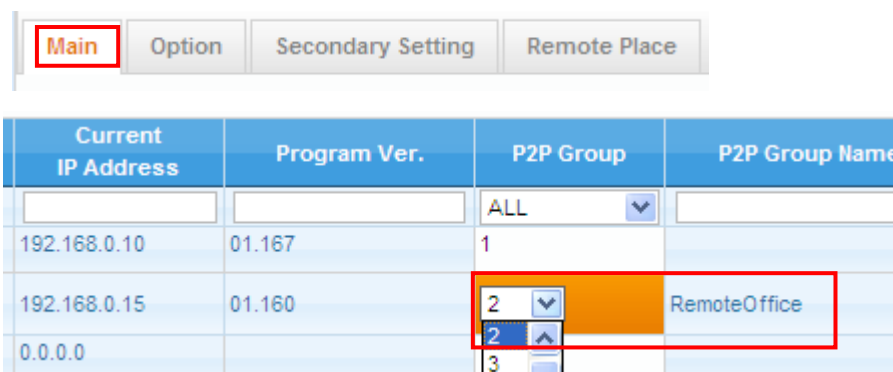 Main Option Secondary Setting Remote Place
Current IP Address Program Ver. P2P Group P2P Group Name
ALL
192.168.0.10 01.167 1
192.168.0.15 01.160 2 RemoteOffice
2
0.0.0.0
3